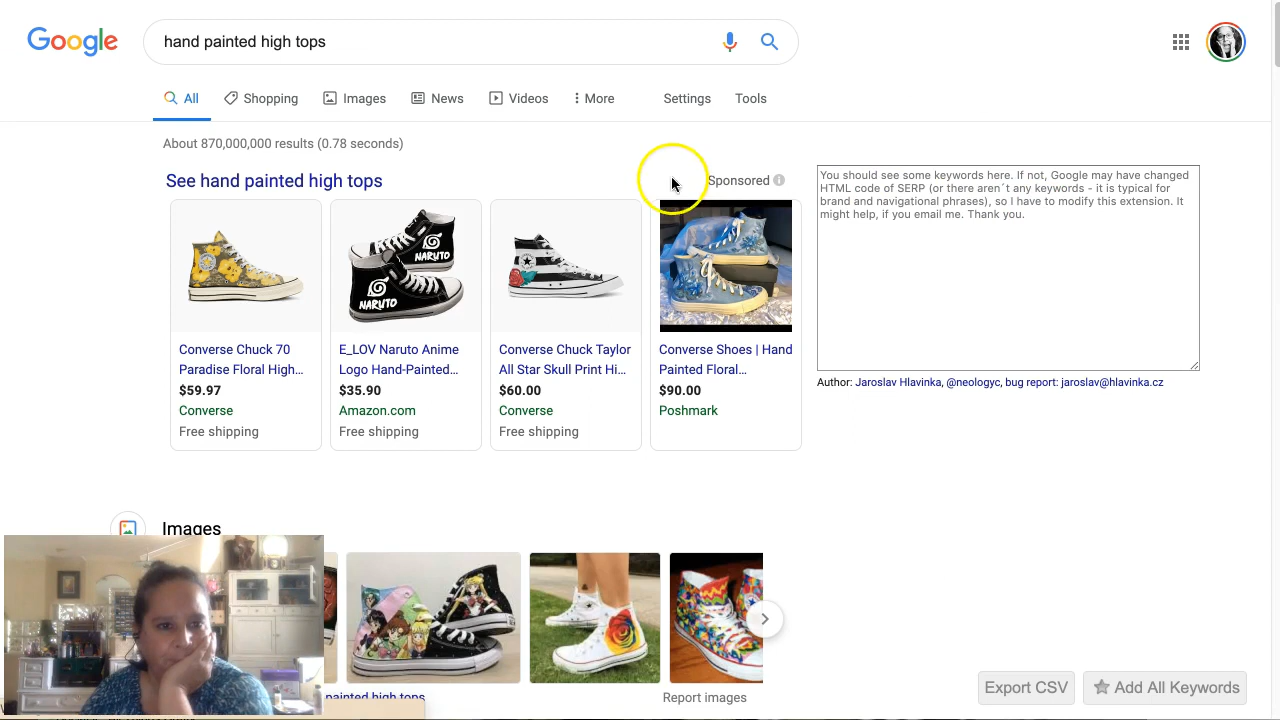 Google
hand painted high tops
All
Shopping
Images
News
Videos
More
Settings
Tools
About 870,000,000 results (0.78 seconds)
See hand painted high tops
Sponsored
You should see some keywords here. If not, Google may have changed
HTML code of SERP (or there aren´t any keywords - it is typical for
brand and navigational phrases), so I have to modify this extension. It
might help, if you email me. Thank you.
Author: Jaroslav Hlavinka, @neologyc, bug report: jaroslav@hlavinka.cz
NARUTO
NARUTO
Converse Chuck 70
Paradise Floral High...
$59.97
Converse
Free shipping
E_LOV Naruto Anime
Logo Hand-Painted...
$35.90
Amazon.com
Free shipping
Converse Chuck Taylor
All Star Skull Print Hi...
$60.00
Converse
Free shipping
Converse Shoes | Hand
Painted Floral...
$90.00
Poshmark
Images
painted high tops
Report images
Export CSV
Add All Keywords